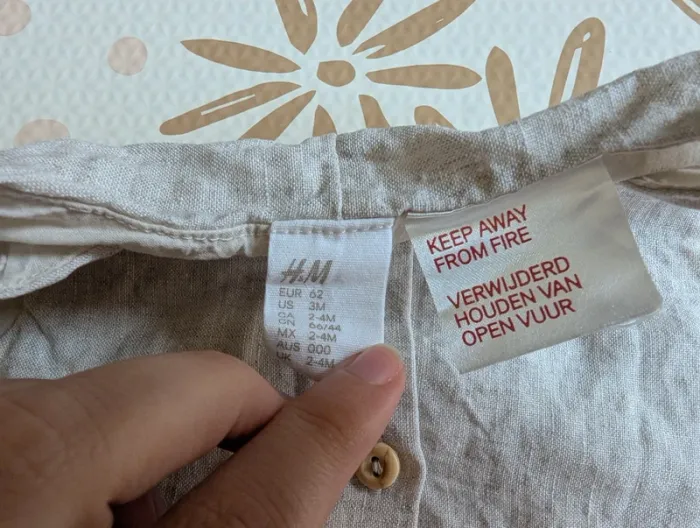 H&M
EUR 62
US 3M
CA 2-4M
CN 66/44
MX 2-4M
AUS 000
UK 2-4M
KEEP AWAY
FROM FIRE
VERWIJDERD
HOUDEN VAN
OPEN VUUR